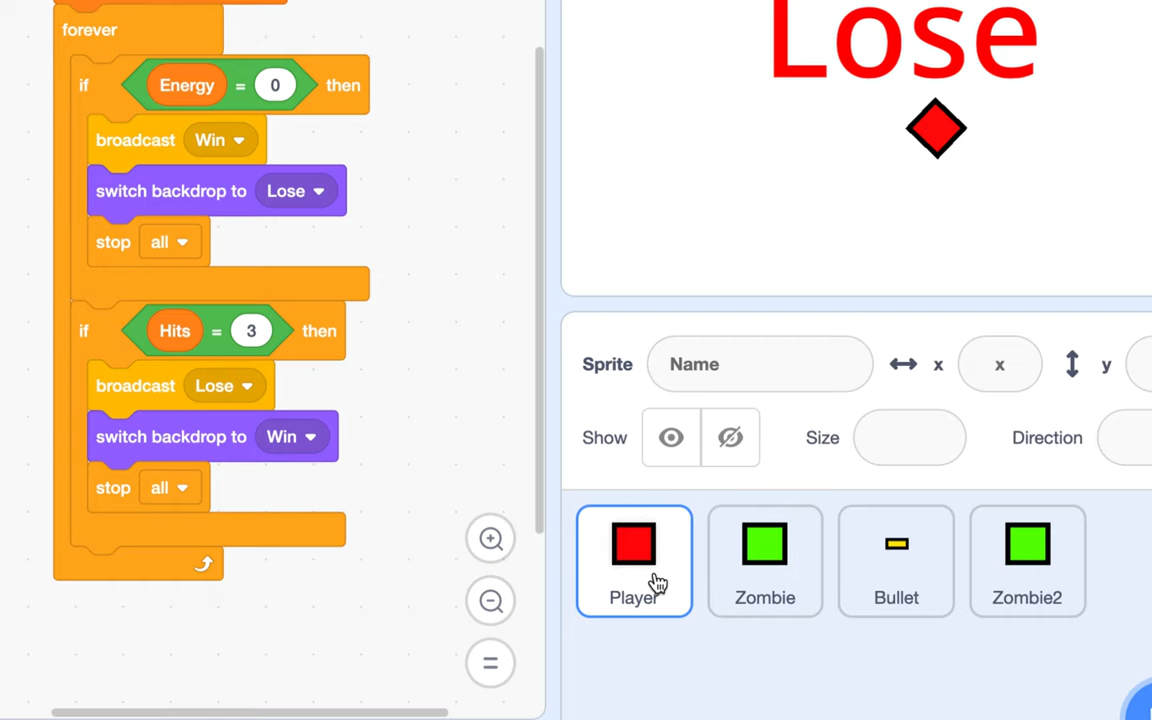 forever
if Energy = 0 then
broadcast Win
switch backdrop to Lose
stop all
if Hits = 3 then
broadcast Lose
switch backdrop to Win
stop all
Lose
Sprite Name x x y
Show Size Direction
Player Zombie Bullet Zombie2